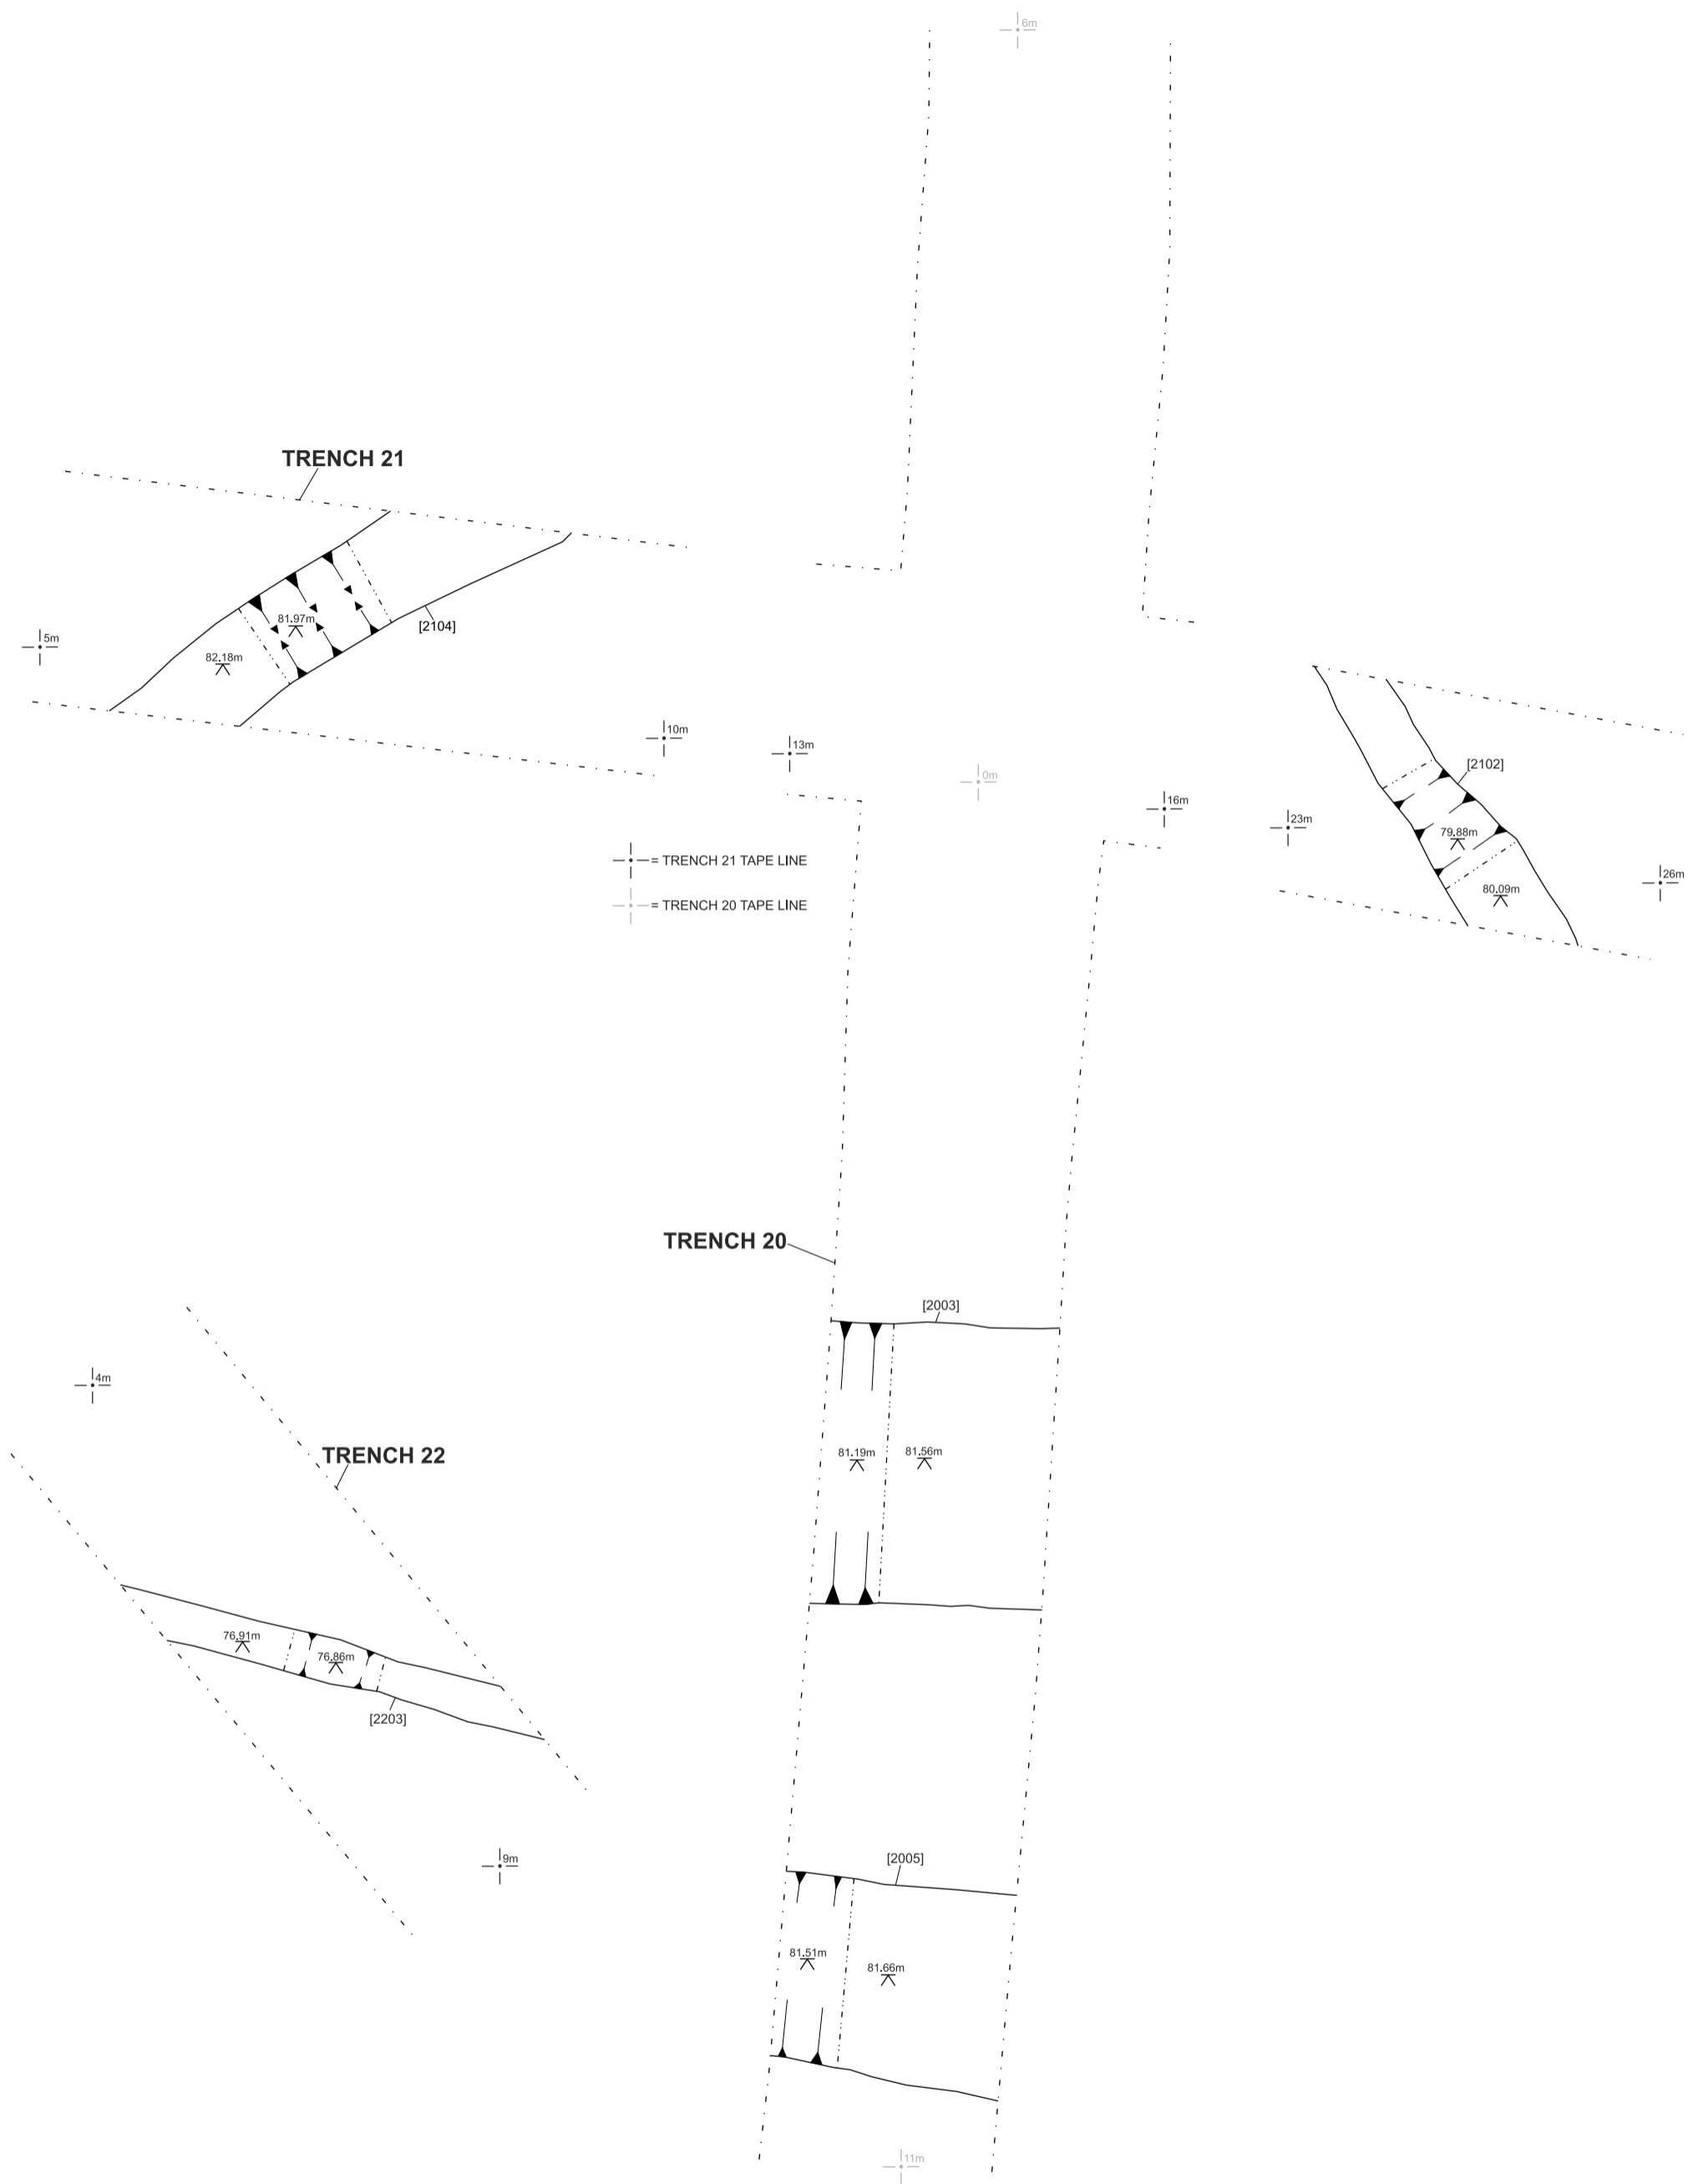 6m
TRENCH 21
81.97m
[2104]
5m
82.18m
10m
13m
0m
16m
[2102]
23m
79.88m
26m
80.09m
= TRENCH 21 TAPE LINE
= TRENCH 20 TAPE LINE
TRENCH 20
[2003]
4m
TRENCH 22
81.19m
81.56m
76.91m
76.86m
[2203]
[2005]
9m
81.51m
81.66m
11m